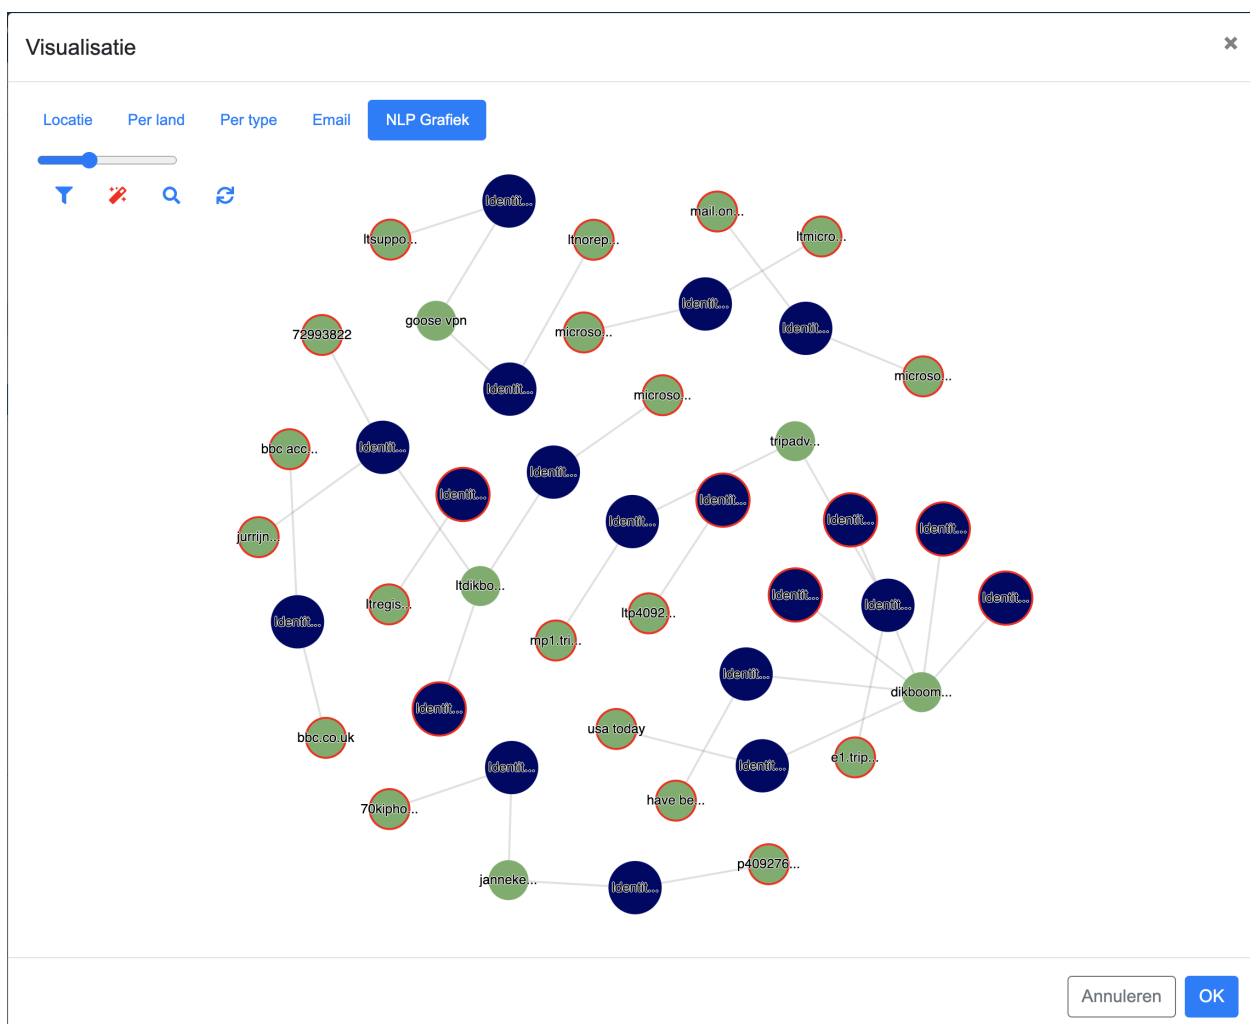 Visualisatie
×
Locatie Per land Per type Email NLP Grafiek
Identit...
mail.on...
ltsuppo...
ltnorep...
ltmicro...
Identit...
goose vpn
Identit...
72993822
microso...
microso...
Identit...
microso...
tripadv...
bbc acc...
Identit...
Identit...
Identit...
Identit...
Identit...
Identit...
Identit...
jurrijn...
ltdikbo...
Identit...
Identit...
ltregis...
Identit...
ltp4092...
Identit...
mp1.tri...
Identit...
dikboom...
Identit...
usa today
bbc.co.uk
e1.trip...
Identit...
Identit...
have be...
70kipho...
p409276...
janneke...
Identit...
Annuleren OK